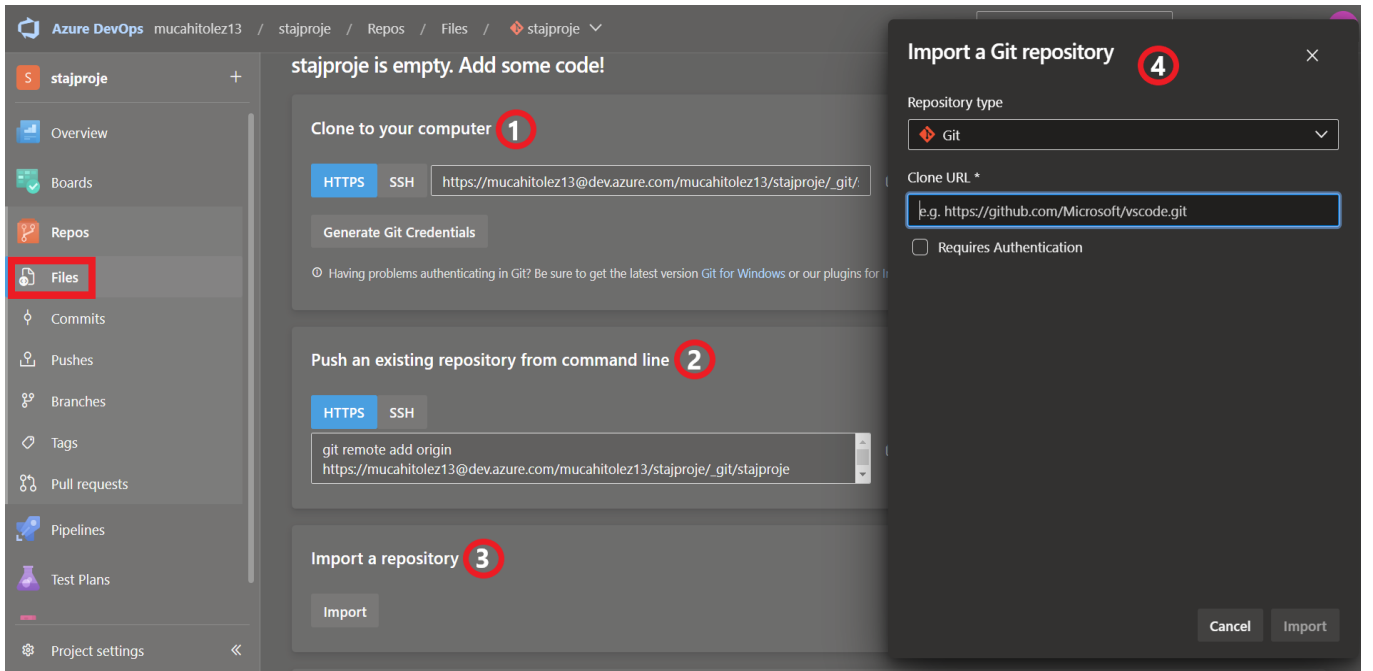 Azure DevOps mucahitolez13 / stajproje / Repos / Files / stajproje
S stajproje +
Overview
Boards
Repos
Files
Commits
Pushes
Branches
Tags
Pull requests
Pipelines
Test Plans
Project settings
stajproje is empty. Add some code!
Clone to your computer 1
HTTPS SSH https://mucahitolez13@dev.azure.com/mucahitolez13/stajproje/_git/
Generate Git Credentials
Having problems authenticating in Git? Be sure to get the latest version Git for Windows or our plugins for
Push an existing repository from command line 2
HTTPS SSH
git remote add origin
https://mucahitolez13@dev.azure.com/mucahitolez13/stajproje/_git/stajproje
Import a repository 3
Import
Import a Git repository 4
Repository type
Git
Clone URL *
e.g. https://github.com/Microsoft/vscode.git
Requires Authentication
Cancel Import